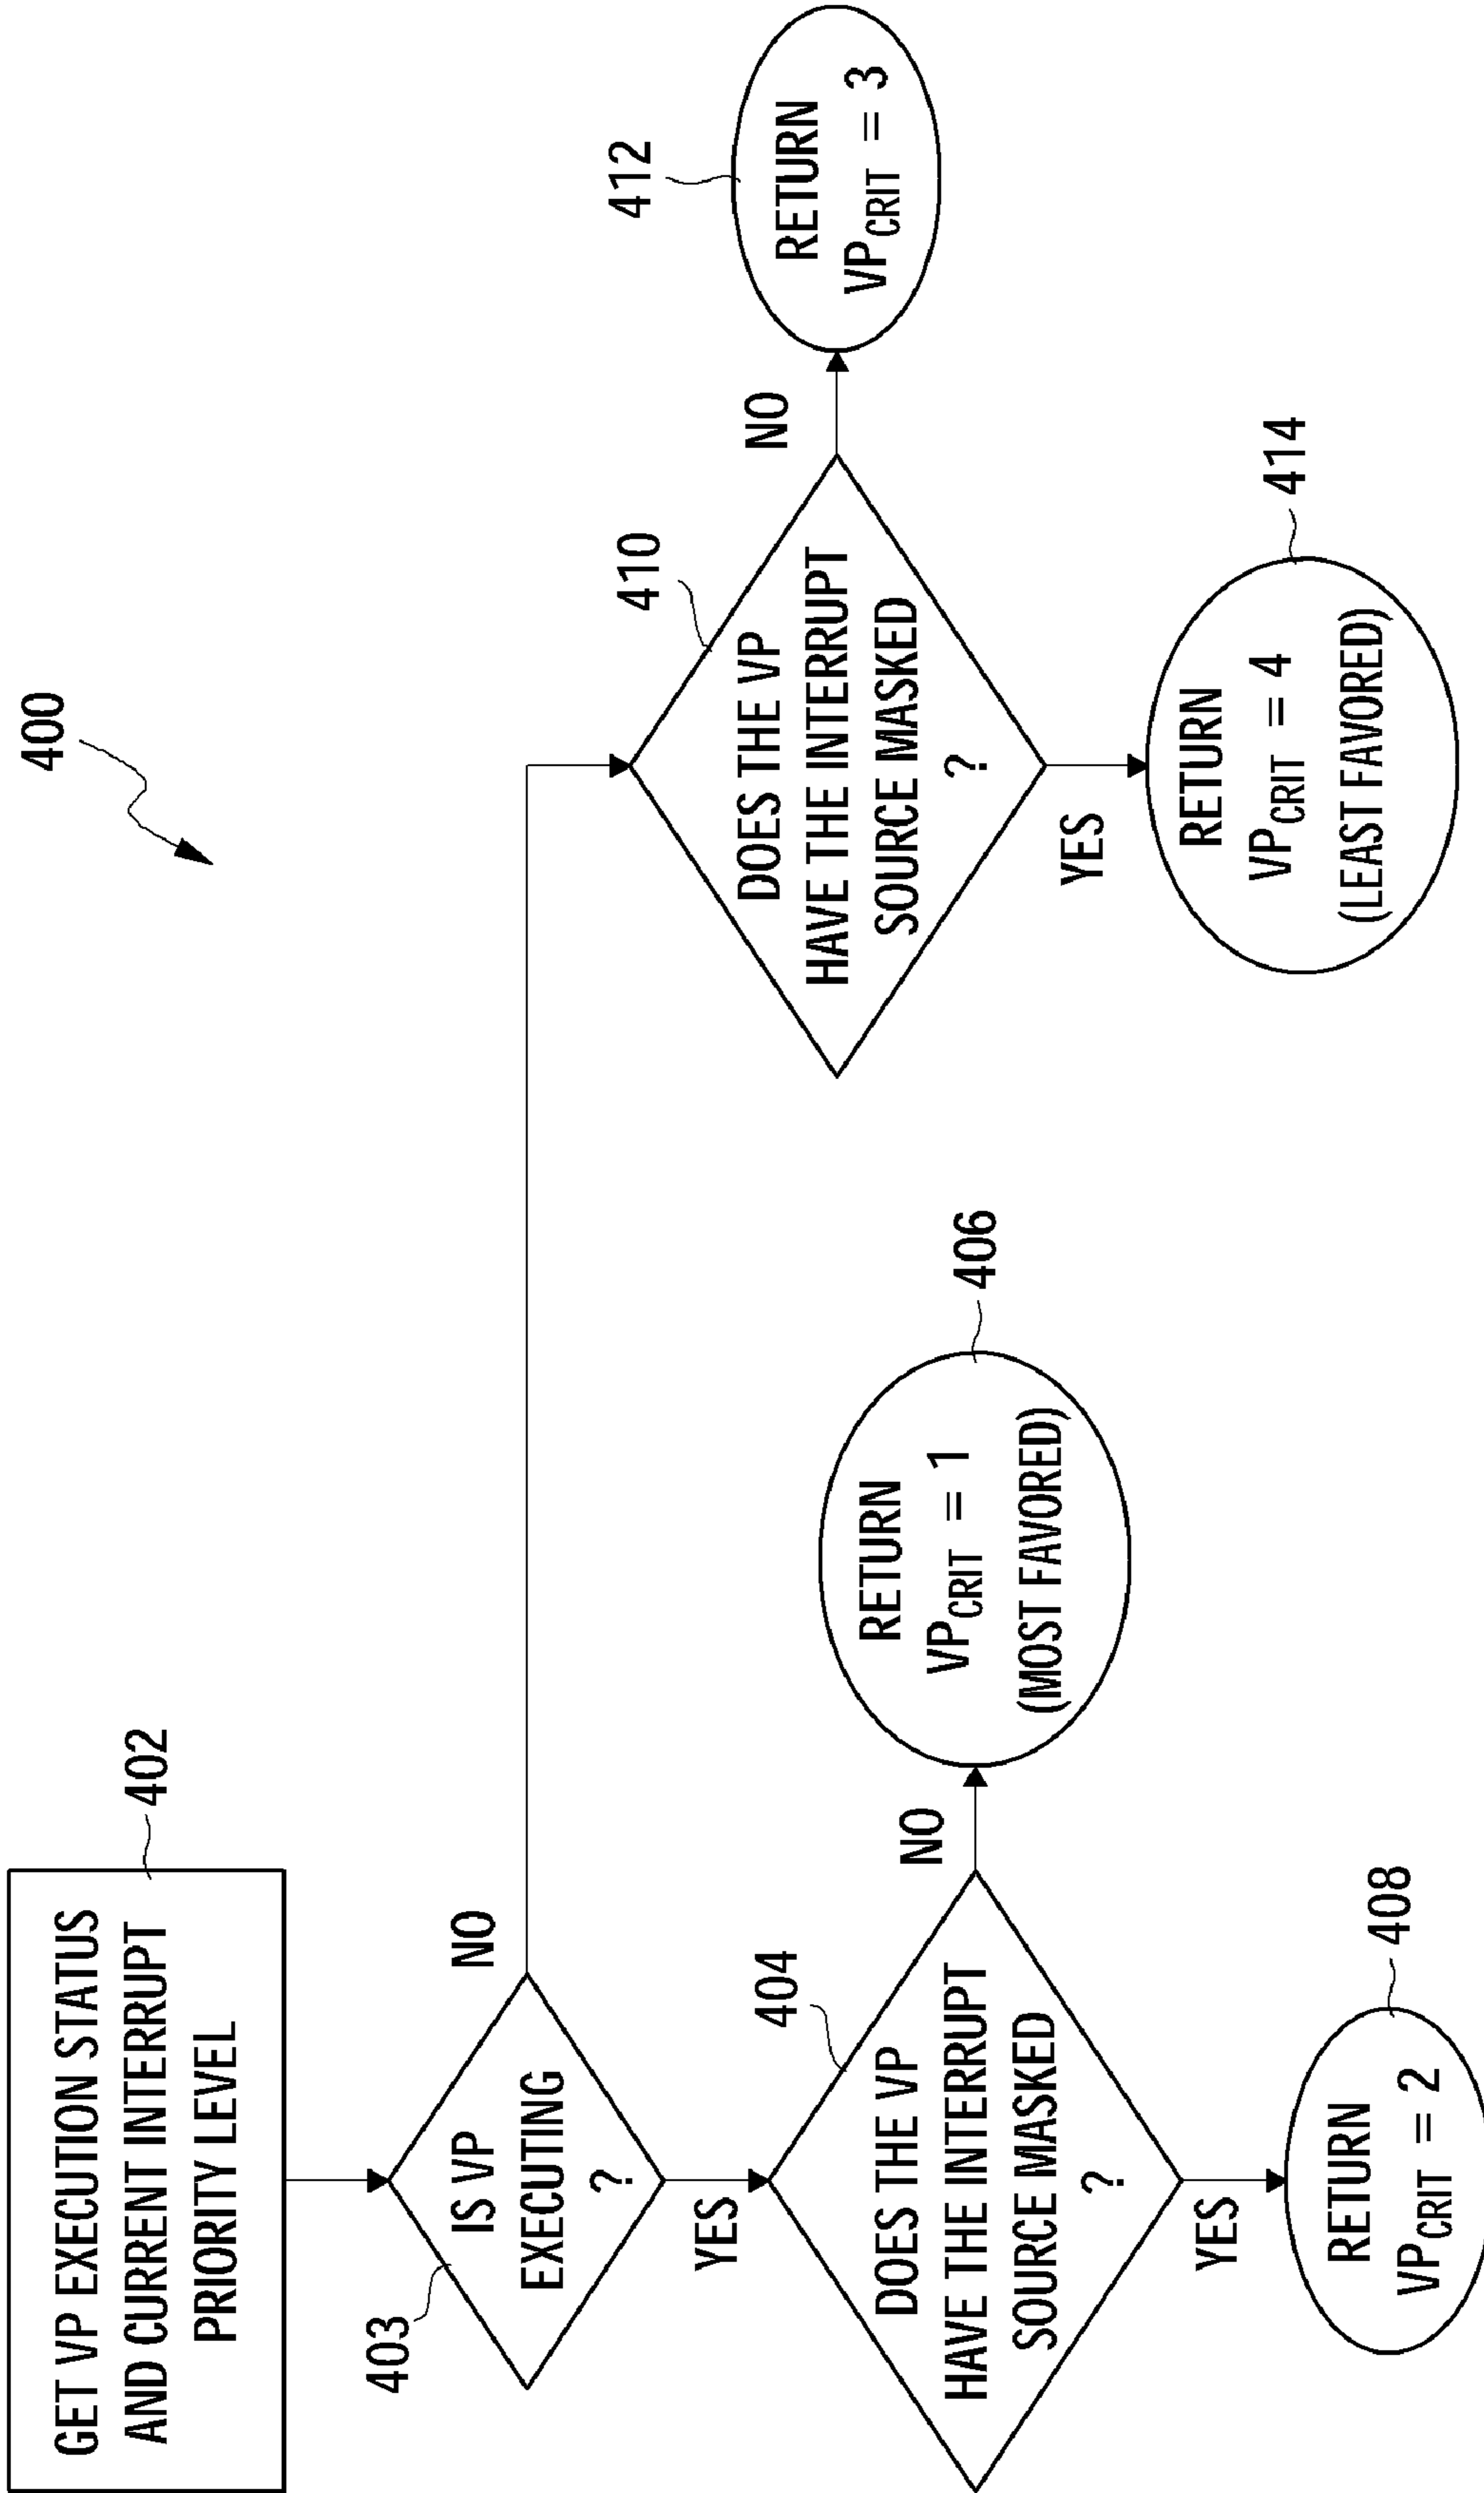 400
GET VP EXECUTION STATUS
AND CURRENT INTERRUPT
PRIORITY LEVEL
402
403
IS VP
EXECUTING
?
NO
YES
404
DOES THE VP
HAVE THE INTERRUPT
SOURCE MASKED
?
NO
RETURN
VPCRIT = 1
(MOST FAVORED)
406
YES
RETURN
VPCRIT = 2
408
410
DOES THE VP
HAVE THE INTERRUPT
SOURCE MASKED
?
NO
412
RETURN
VPCRIT = 3
YES
RETURN
VPCRIT = 4
(LEAST FAVORED)
414